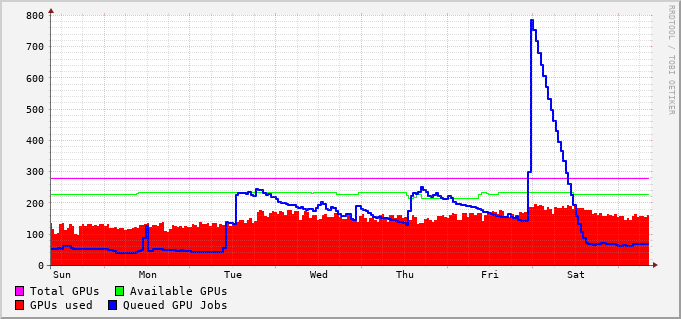 800
700
600
500
400
300
200
100
0
Sun Mon Tue Wed Thu Fri Sat
Total GPUs Available GPUs
GPUs used Queued GPU Jobs
RRDTOOL / TOBI OETIKER